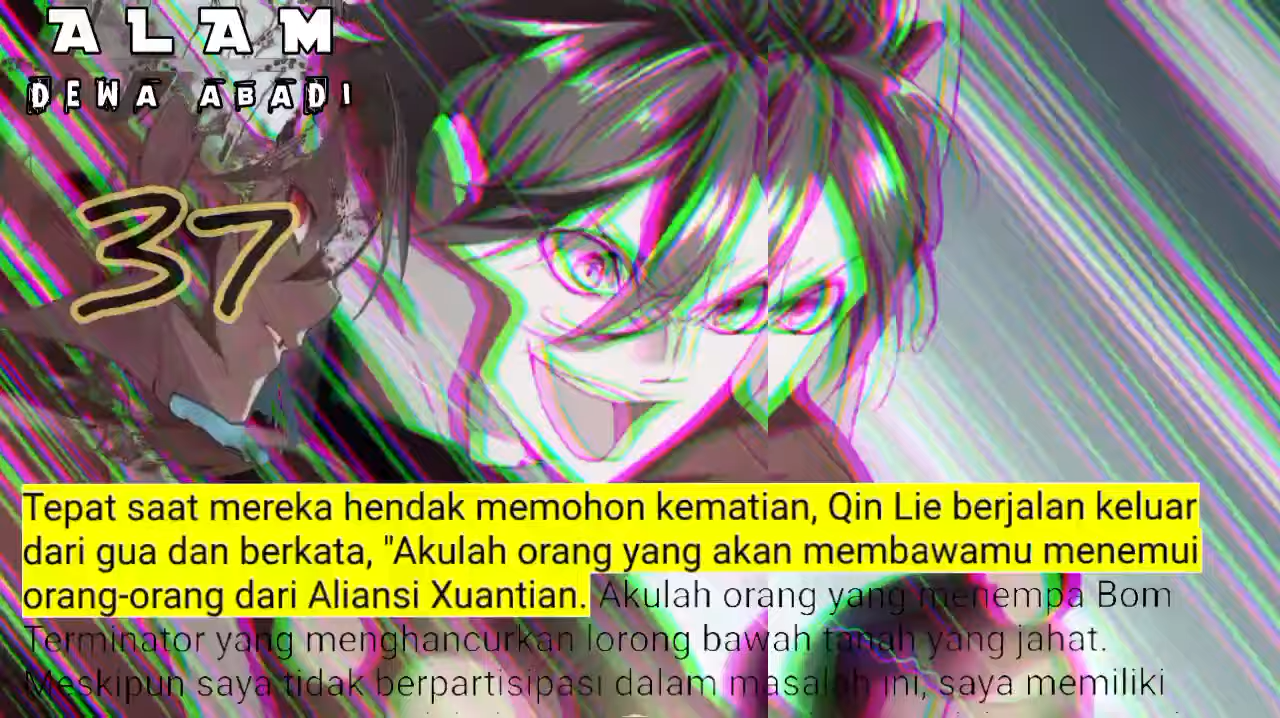 ALAM
DEWA ABADI
37
Tepat saat mereka hendak memohon kematian, Qin Lie berjalan keluar
dari gua dan berkata, "Akulah orang yang akan membawamu menemui
orang-orang dari Aliansi Xuantian. Akulah orang yang menempa Bom
Terminator yang menghancurkan lorong bawah tanah yang jahat.
Meskipun saya tidak berpartisipasi dalam masalah ini, saya memiliki